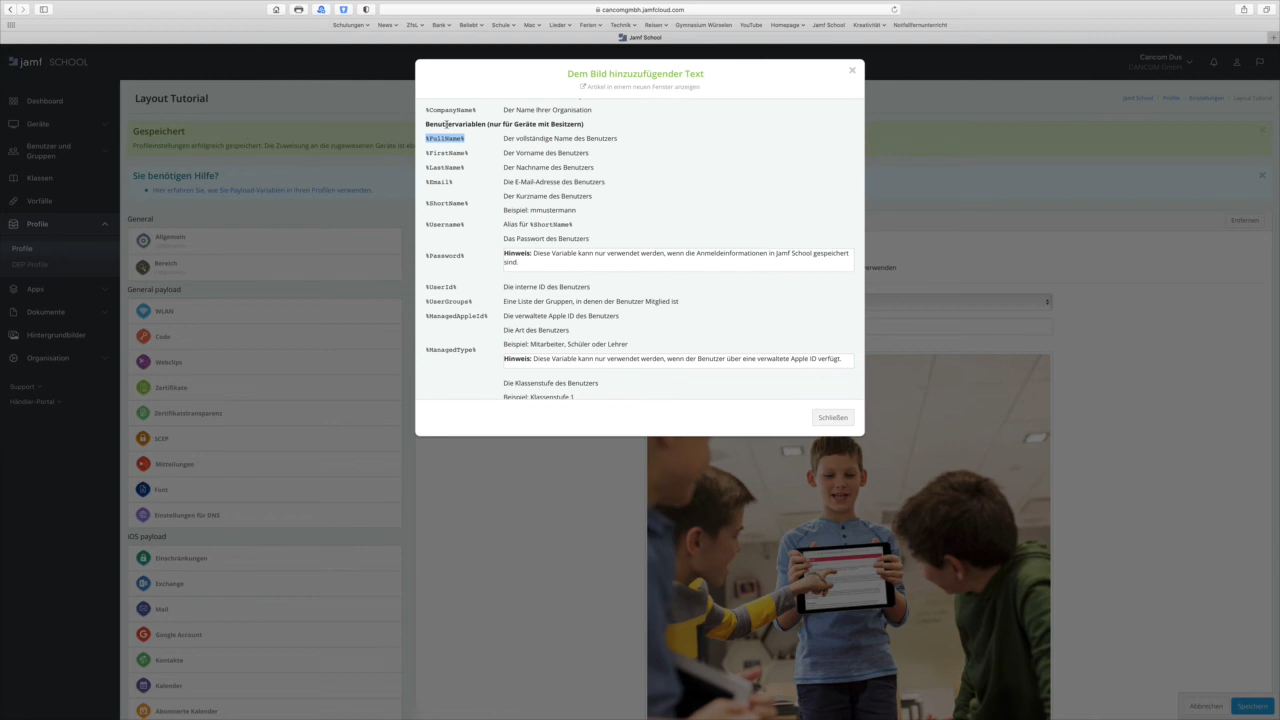 cancomgmbh.jamfcloud.com
Schulungen News ZfsL Bank Beliebt Schule Mac Lieder Ferien Technik Reisen Gymnasium Würselen YouTube Homepage Jamf School Kreativität Notfallfernunterricht
Jamf School
jamf SCHOOL
Cancom Dus
CANCOM GmbH
Dashboard
Geräte
Benutzer und Gruppen
Klassen
Vorfälle
Profile
Profile
DEP Profile
Apps
Dokumente
Hintergrundbilder
Organisation
Support
Händler-Portal
Layout Tutorial
Jamf School Profile Einstellungen Layout Tutorial
Gespeichert
Profileinstellungen erfolgreich gespeichert. Die Zuweisung an die zugewiesenen Geräte ist
Sie benötigen Hilfe?
Hier erfahren Sie, wie Sie Payload-Variablen in Ihren Profilen verwenden.
General
Allgemein
Bereich
General payload
WLAN
Code
Webclips
Zertifikate
Zertifikatstransparenz
SCEP
Mitteilungen
Font
Einstellungen für DNS
iOS payload
Einschränkungen
Exchange
Mail
Google Account
Kontakte
Kalender
Abonnierte Kalender
Entfernen
Dem Bild hinzuzufügender Text
Artikel in einem neuen Fenster anzeigen
%CompanyName% Der Name Ihrer Organisation
Benutzervariablen (nur für Geräte mit Besitzern)
%FullName% Der vollständige Name des Benutzers
%FirstName% Der Vorname des Benutzers
%LastName% Der Nachname des Benutzers
%Email% Die E-Mail-Adresse des Benutzers
%ShortName% Der Kurzname des Benutzers
Beispiel: mmustermann
%Username% Alias für %ShortName%
%Password% Das Passwort des Benutzers
Hinweis: Diese Variable kann nur verwendet werden, wenn die Anmeldeinformationen in Jamf School gespeichert
sind.
%UserId% Die interne ID des Benutzers
%UserGroups% Eine Liste der Gruppen, in denen der Benutzer Mitglied ist
%ManagedAppleId% Die verwaltete Apple ID des Benutzers
%ManagedType% Die Art des Benutzers
Beispiel: Mitarbeiter, Schüler oder Lehrer
Hinweis: Diese Variable kann nur verwendet werden, wenn der Benutzer über eine verwaltete Apple ID verfügt.
Die Klassenstufe des Benutzers
Beispiel: Klassenstufe 1
Schließen
Abbrechen
Speichern